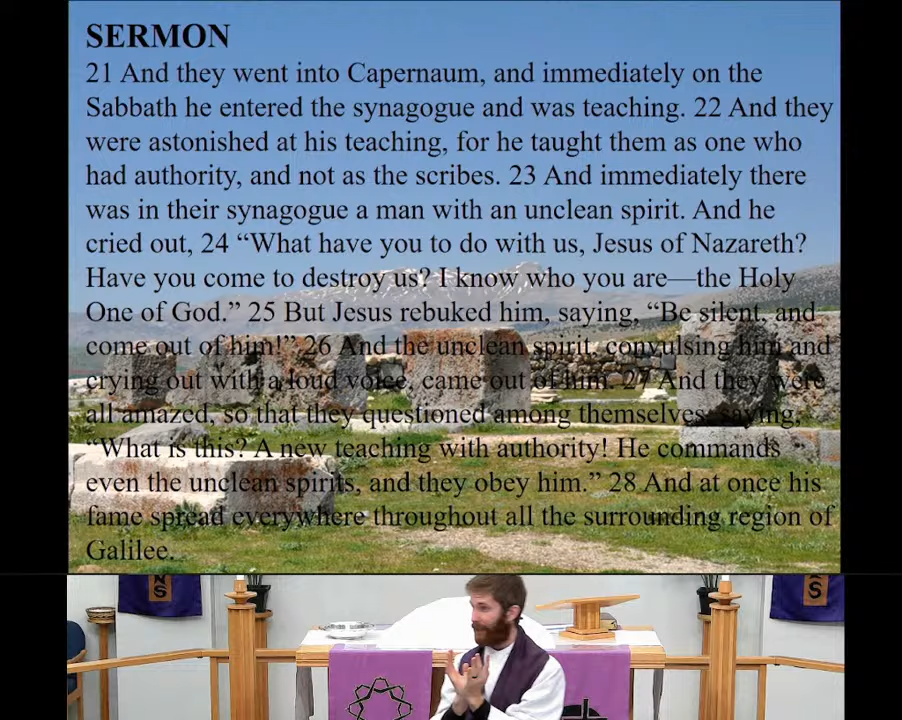 SERMON
21 And they went into Capernaum, and immediately on the
Sabbath he entered the synagogue and was teaching. 22 And they
were astonished at his teaching, for he taught them as one who
had authority, and not as the scribes. 23 And immediately there
was in their synagogue a man with an unclean spirit. And he
cried out, 24 “What have you to do with us, Jesus of Nazareth?
Have you come to destroy us? I know who you are—the Holy
One of God.” 25 But Jesus rebuked him, saying, “Be silent, and
come out of him!” 26 And the unclean spirit, convulsing him and
crying out with a loud voice, came out of him. 27 And they were
all amazed, so that they questioned among themselves, saying,
“What is this? A new teaching with authority! He commands
even the unclean spirits, and they obey him.” 28 And at once his
fame spread everywhere throughout all the surrounding region of
Galilee.